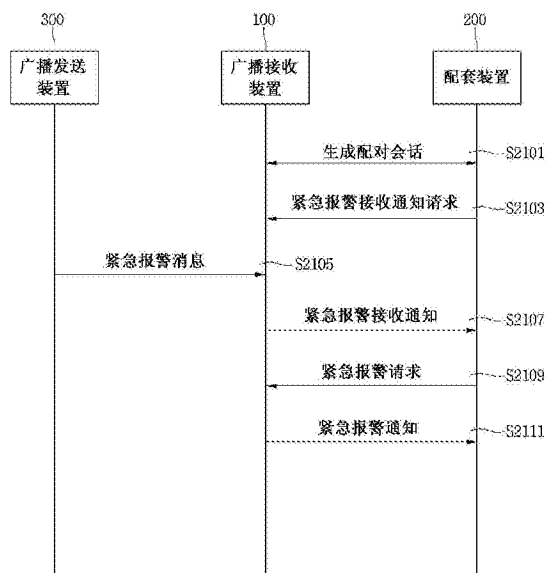 300
100
200
广播发送
装置
广播接收
装置
配套装置
生成配对会话
S2101
紧急报警接收通知请求
S2103
紧急报警消息
S2105
紧急报警接收通知
S2107
紧急报警请求
S2109
紧急报警通知
S2111